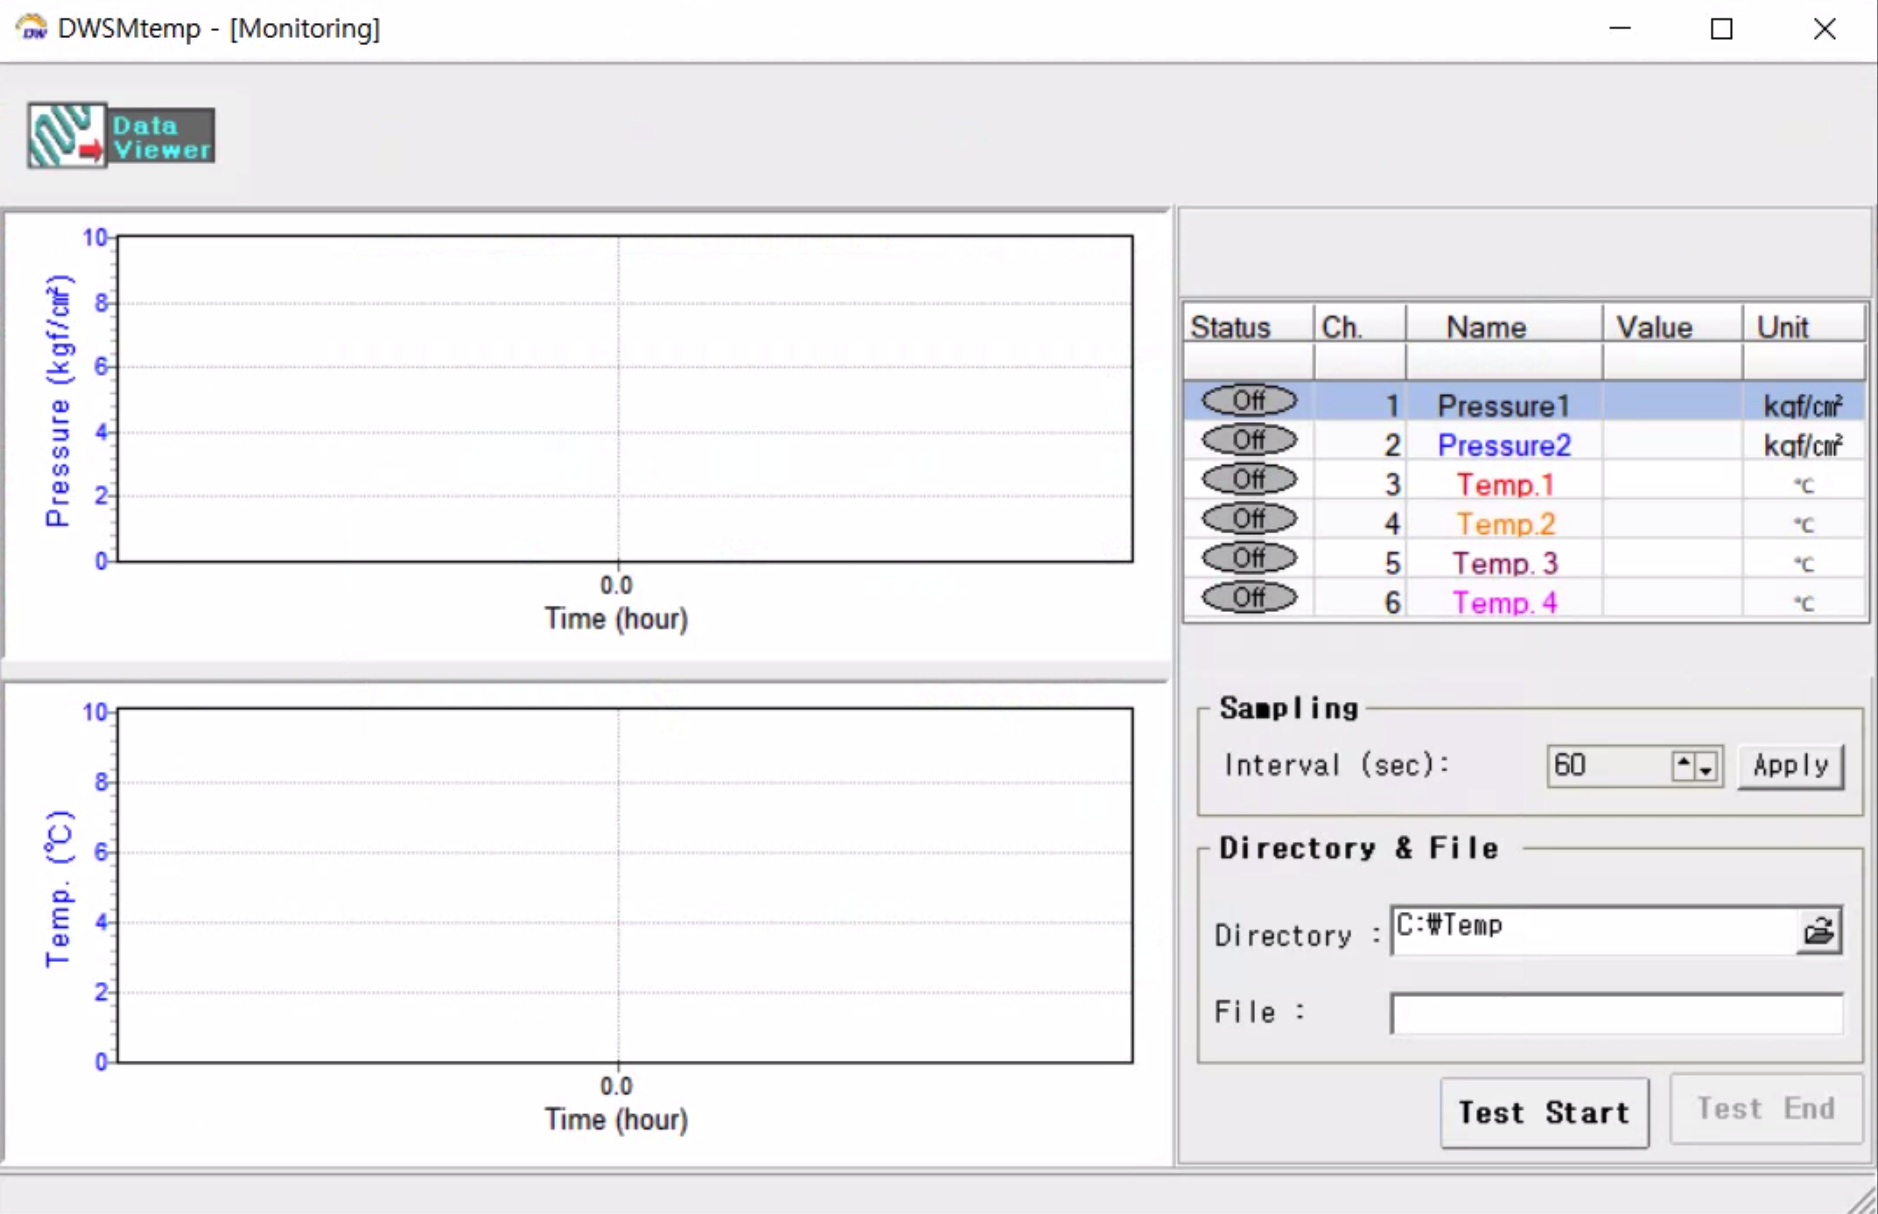 DWSMtemp - [Monitoring]
DW
Data
Viewer
10
8
6
4
2
0
Pressure (kgf/㎠)
0.0
Time (hour)
10
8
6
4
2
0
Temp. (℃)
0.0
Time (hour)
Status Ch. Name Value Unit
Off 1 Pressure1 kgf/㎠
Off 2 Pressure2 kgf/㎠
Off 3 Temp.1 ℃
Off 4 Temp.2 ℃
Off 5 Temp. 3 ℃
Off 6 Temp. 4 ℃
Sampling
Interval (sec): 60 Apply
Directory & File
Directory : C:₩Temp
File :
Test Start Test End